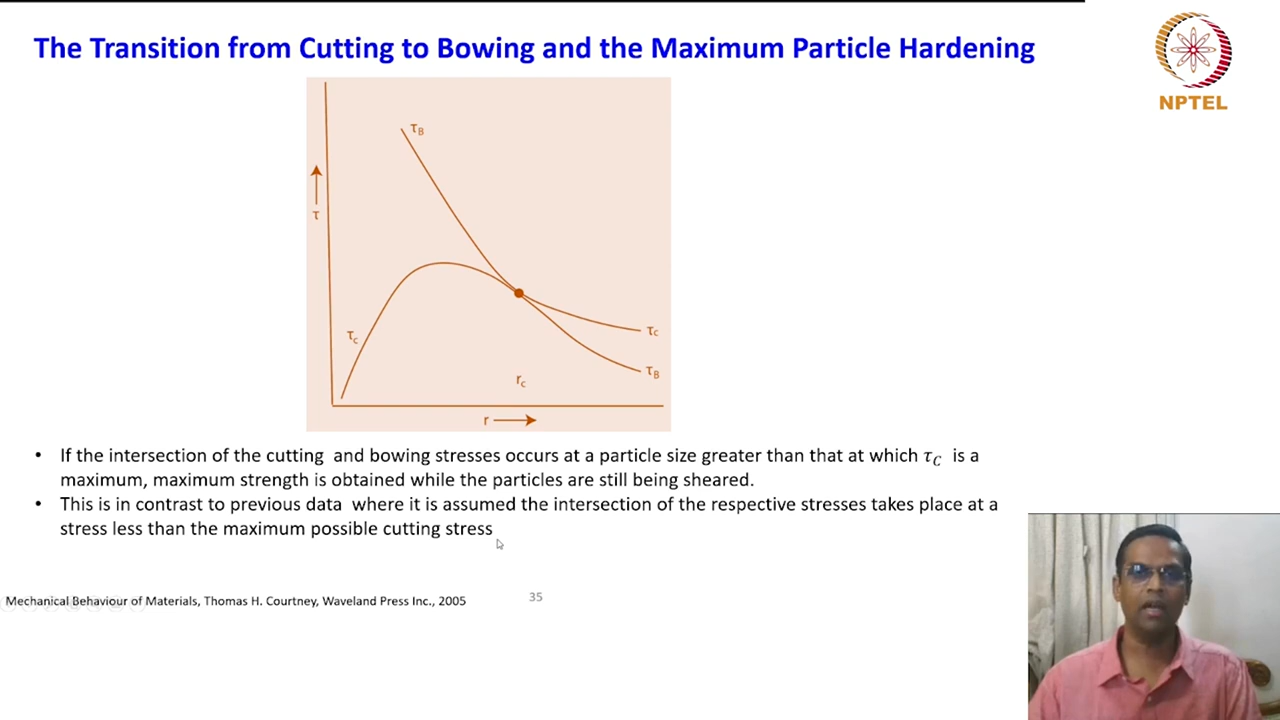 The Transition from Cutting to Bowing and the Maximum Particle Hardening
NPTEL
τB
τ
τc
τc
τB
rc
r
• If the intersection of the cutting and bowing stresses occurs at a particle size greater than that at which τC is a
maximum, maximum strength is obtained while the particles are still being sheared.
• This is in contrast to previous data where it is assumed the intersection of the respective stresses takes place at a
stress less than the maximum possible cutting stress
Mechanical Behaviour of Materials, Thomas H. Courtney, Waveland Press Inc., 2005
35